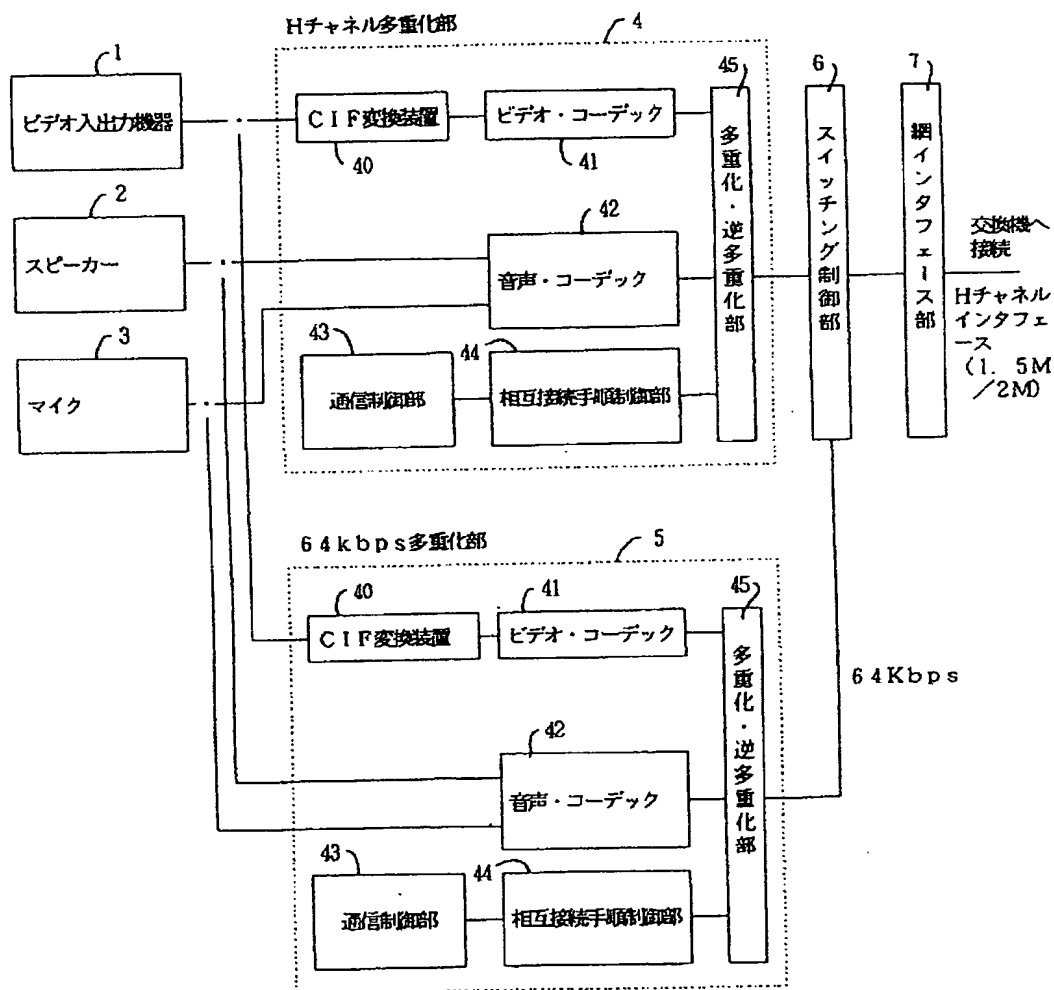 Hチャネル多重化部
4
1
ビデオ入出力機器
CIF変換装置
40
ビデオ・コーデック
41
45
多重化・逆多重化部
6
スイッチング制御部
7
網インタフェース部
2
スピーカー
42
音声・コーデック
交換機へ
接続
Hチャネル
インタフェ
ース
(1.5M
/2M)
3
マイク
43
通信制御部
44
相互接続手順制御部
64kbps多重化部
5
40
CIF変換装置
41
ビデオ・コーデック
45
多重化・逆多重化部
64Kbps
42
音声・コーデック
43
通信制御部
44
相互接続手順制御部